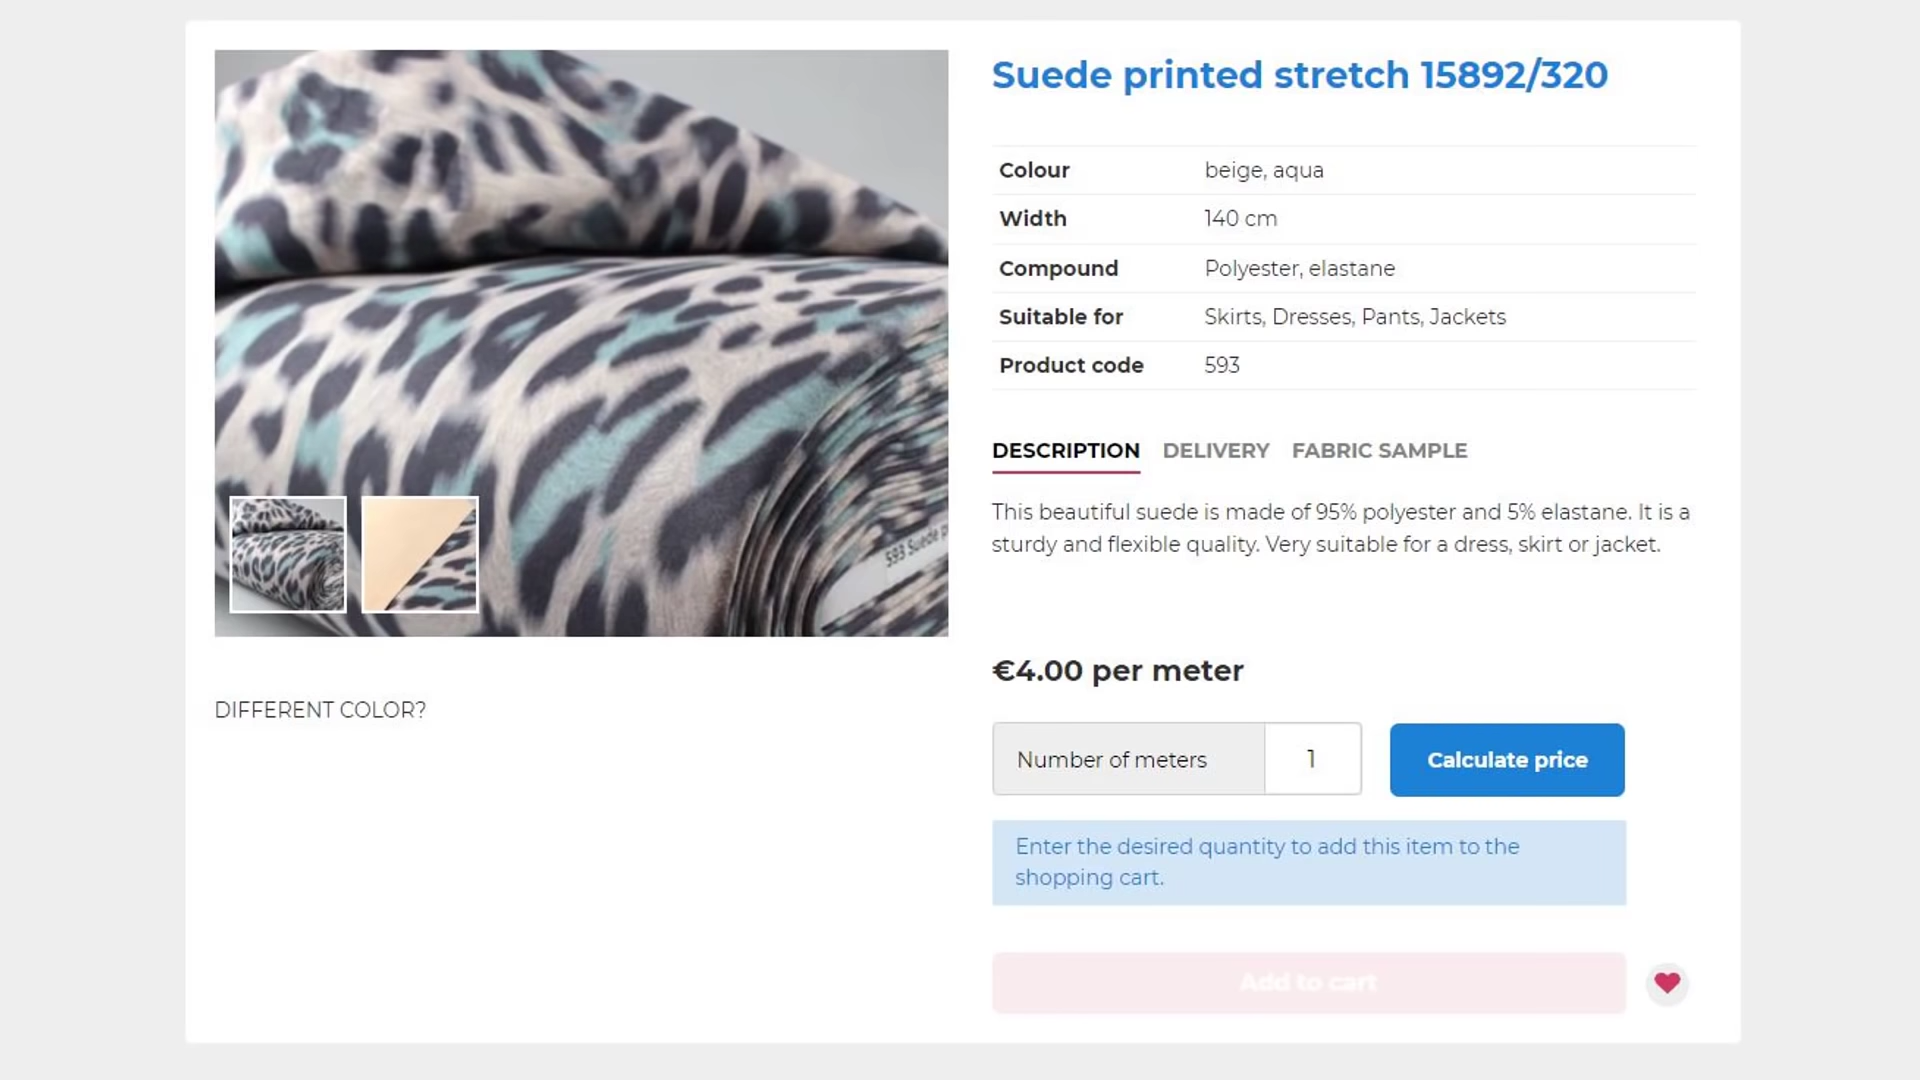 Suede printed stretch 15892/320
Colour beige, aqua
Width 140 cm
Compound Polyester, elastane
Suitable for Skirts, Dresses, Pants, Jackets
Product code 593
DESCRIPTION DELIVERY FABRIC SAMPLE
This beautiful suede is made of 95% polyester and 5% elastane. It is a
sturdy and flexible quality. Very suitable for a dress, skirt or jacket.
593 Suede p
€4.00 per meter
DIFFERENT COLOR?
Number of meters 1 Calculate price
Enter the desired quantity to add this item to the
shopping cart.
Add to cart